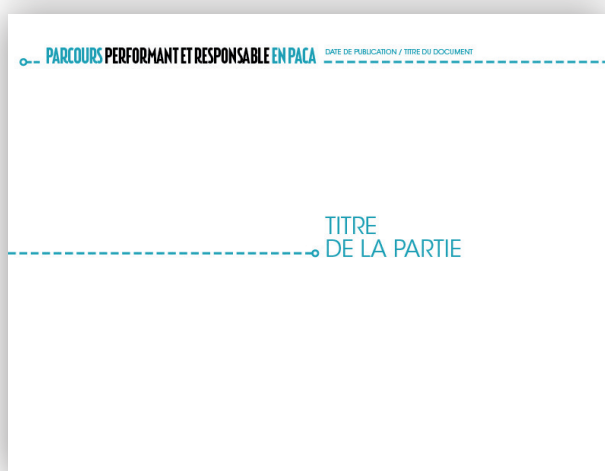 PARCOURS PERFORMANT ET RESPONSABLE EN PACA DATE DE PUBLICATION / TITRE DU DOCUMENT
TITRE
DE LA PARTIE